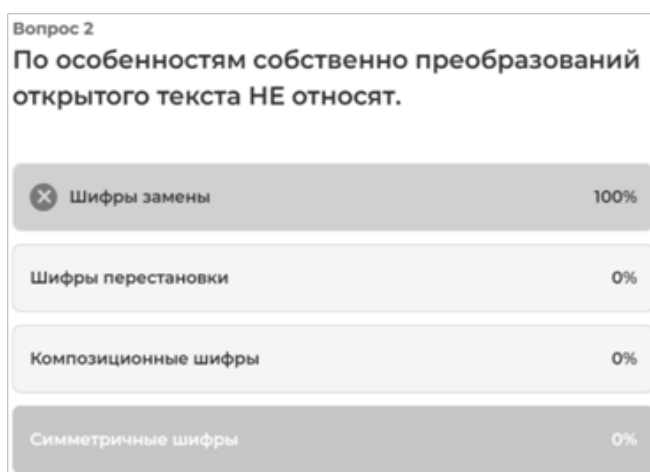 Вопрос 2
По особенностям собственно преобразований
открытого текста НЕ относят.
Шифры замены 100%
Шифры перестановки 0%
Композиционные шифры 0%
Симметричные шифры 0%